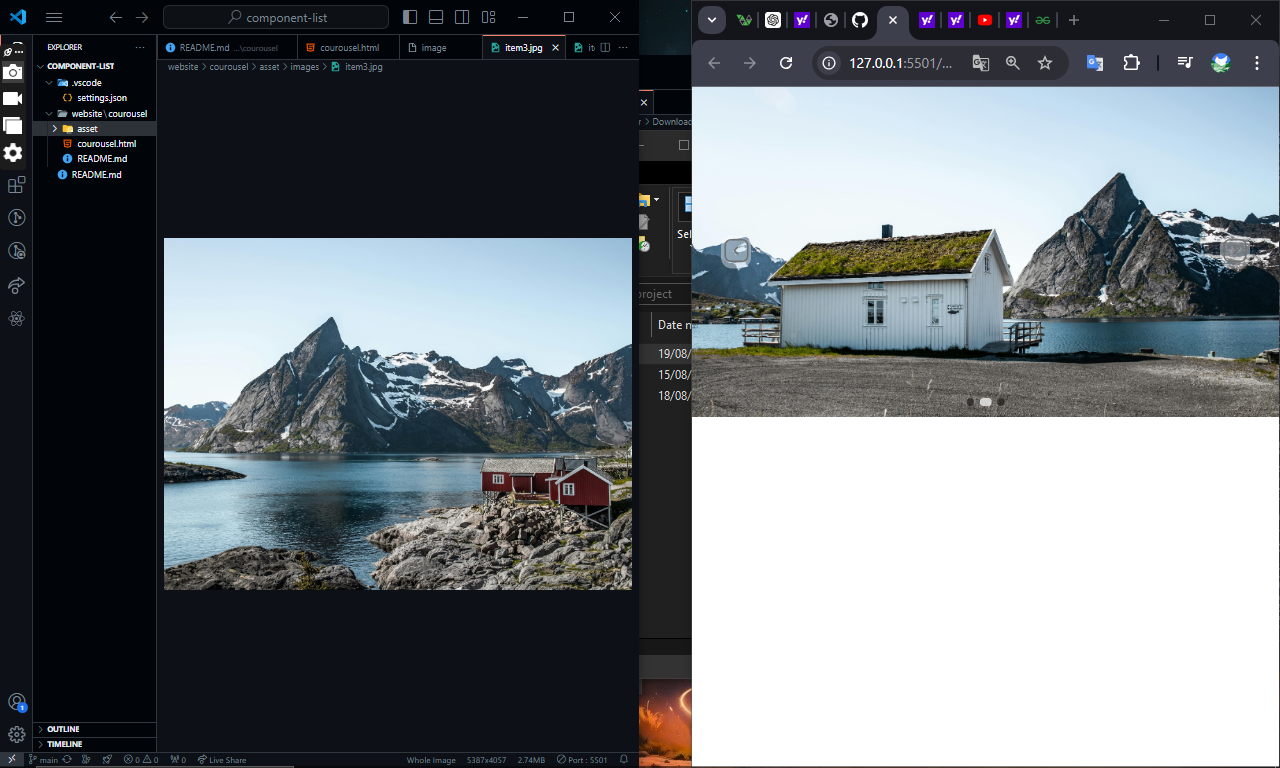 component-list
EXPLORER
COMPONENT-LIST
.vscode
settings.json
website \ courousel
asset
courousel.html
README.md
README.md
OUTLINE
TIMELINE
README.md ...\courousel
courousel.html
image
item3.jpg
website > courousel > asset > images > item3.jpg
main
0 0
0
Live Share
Whole Image
5387x4057
2.74MB
Port : 5501
1
r > Download
Sel
project
Date n
19/08/
15/08/
18/08/
127.0.0.1:5501/...